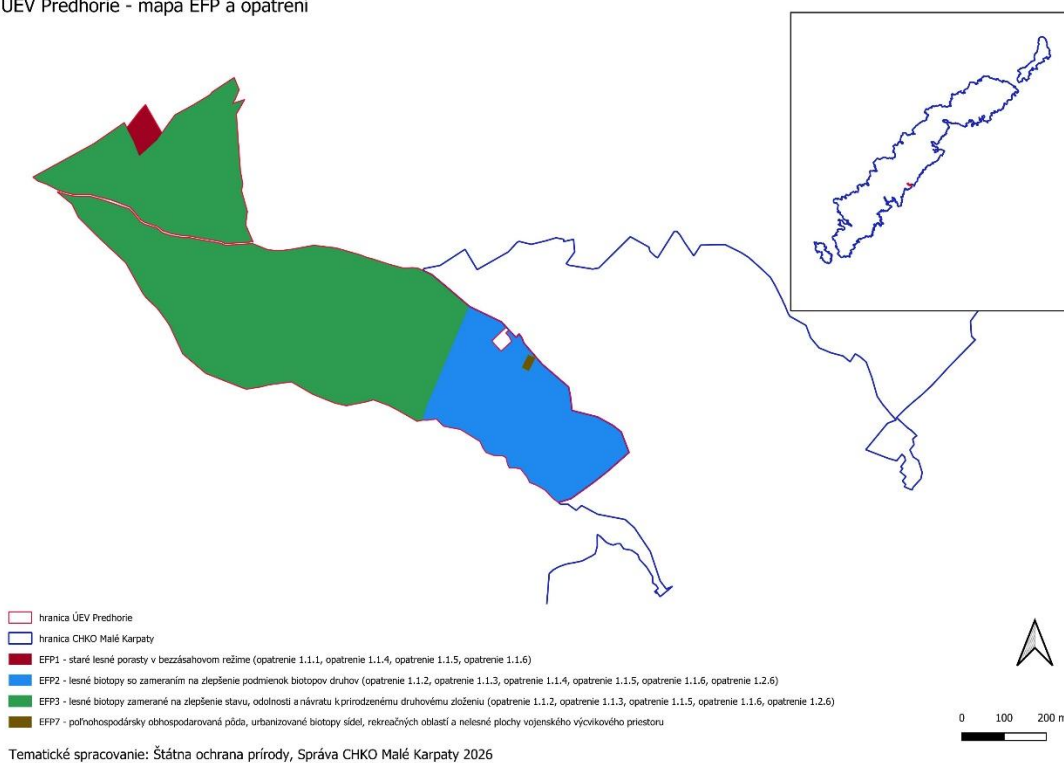 ÚEV Predhorie - mapa EFP a opatrení
hranica ÚEV Predhorie
hranica CHKO Malé Karpaty
EFP1 - staré lesné porasty v bezzásahovom režime (opatrenie 1.1.1, opatrenie 1.1.4, opatrenie 1.1.5, opatrenie 1.1.6)
EFP2 - lesné biotopy so zameraním na zlepšenie podmienok biotopov druhov (opatrenie 1.1.2, opatrenie 1.1.3, opatrenie 1.1.4, opatrenie 1.1.5, opatrenie 1.1.6, opatrenie 1.2.6)
EFP3 - lesné biotopy zamerané na zlepšenie stavu, odolnosti a návratu k prirodzenému druhovému zloženiu (opatrenie 1.1.2, opatrenie 1.1.3, opatrenie 1.1.5, opatrenie 1.1.6, opatrenie 1.2.6)
EFP7 - poľnohospodársky obhospodarovaná pôda, urbanizované biotopy sídel, rekreačných oblastí a nelesné plochy vojenského výcvikového priestoru
0 100 200 m
Tematické spracovanie: Štátna ochrana prírody, Správa CHKO Malé Karpaty 2026